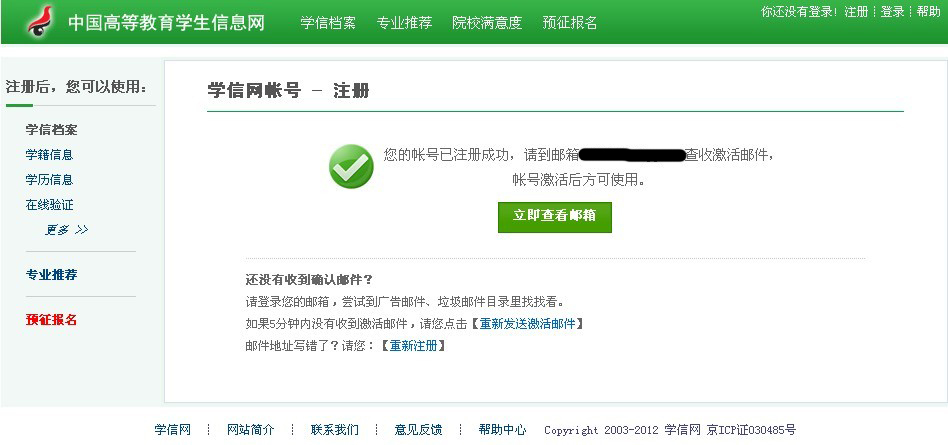 你还没有登录! 注册 ┊ 登录 ┊ 帮助
中国高等教育学生信息网 学信档案 专业推荐 院校满意度 预征报名
注册后，您可以使用：
学信档案
学籍信息
学历信息
在线验证
更多 >>
专业推荐
预征报名
学信网帐号 － 注册
您的帐号已注册成功，请到邮箱 查收激活邮件，
帐号激活后方可使用。
立即查看邮箱
还没有收到确认邮件？
请登录您的邮箱，尝试到广告邮件、垃圾邮件目录里找找看。
如果5分钟内没有收到激活邮件，请您点击【重新发送激活邮件】
邮件地址写错了？请您：【重新注册】
学信网 ┊ 网站简介 ┊ 联系我们 ┊ 意见反馈 ┊ 帮助中心 Copyright 2003-2012 学信网 京ICP证030485号